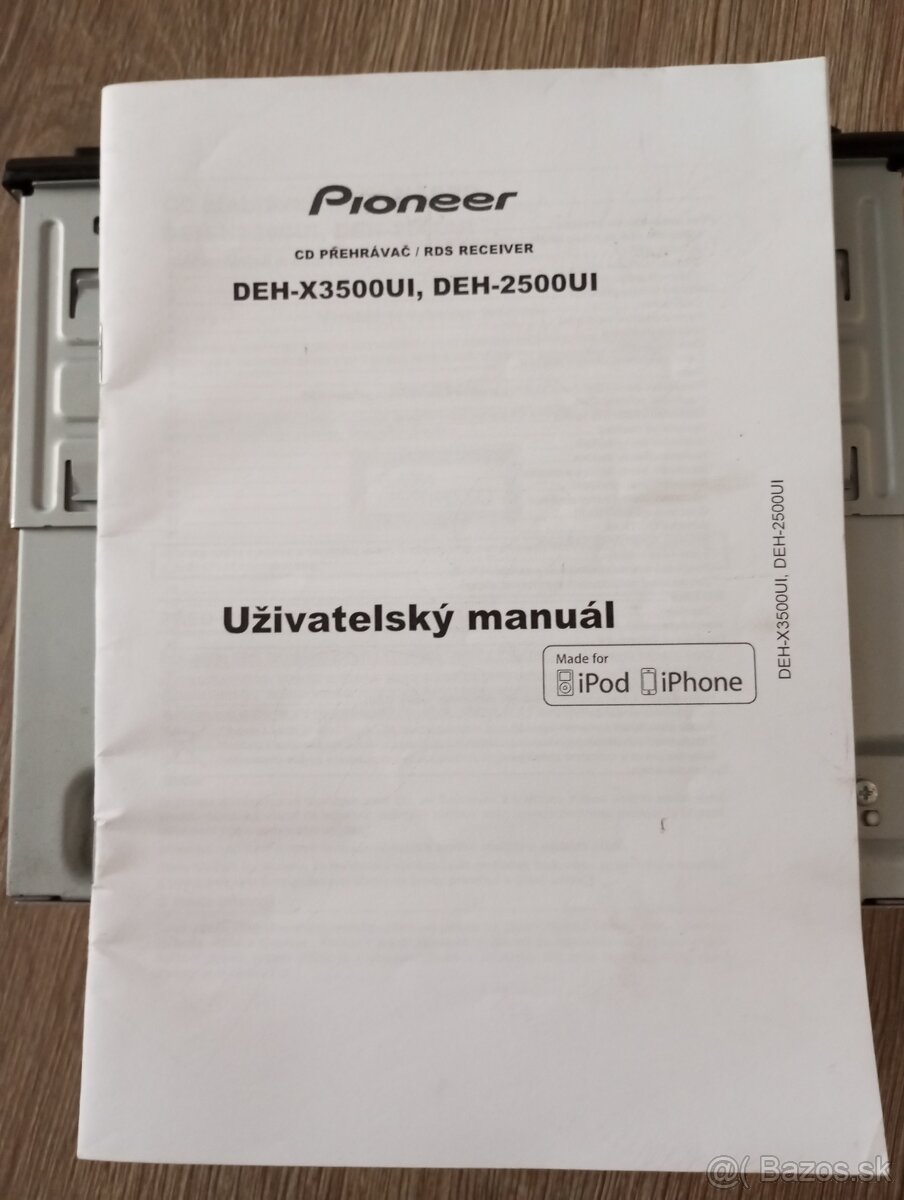 Pioneer
CD PŘEHRÁVAČ / RDS RECEIVER
DEH-X3500UI, DEH-2500UI
Uživatelský manuál
Made for
iPod iPhone
DEH-X3500UI, DEH-2500UI
@( Bazos.sk